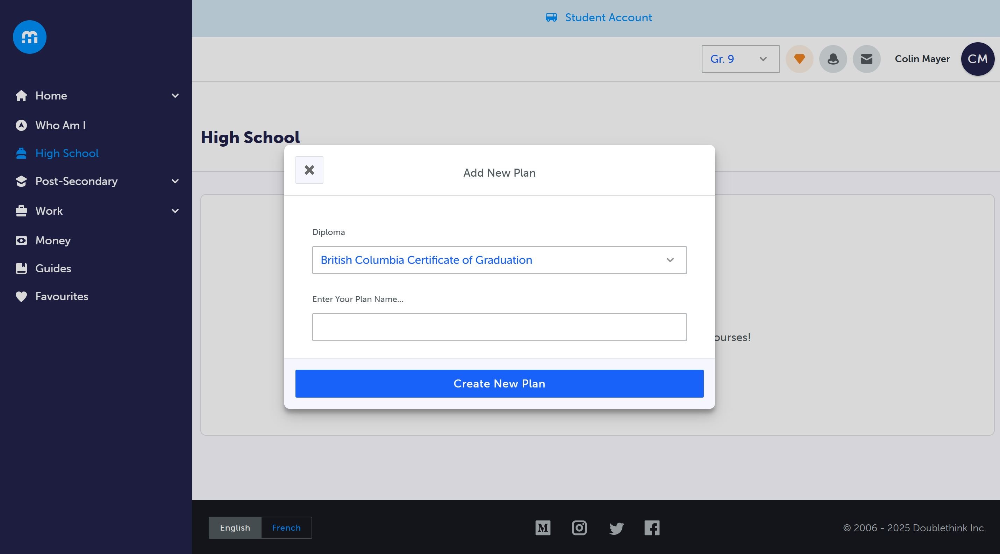 Student Account
Gr. 9
Colin Mayer
CM
Home
Who Am I
High School
Post-Secondary
Work
Money
Guides
Favourites
High School
Add New Plan
Diploma
British Columbia Certificate of Graduation
Enter Your Plan Name...
ourses!
Create New Plan
English
French
© 2006 - 2025 Doublethink Inc.